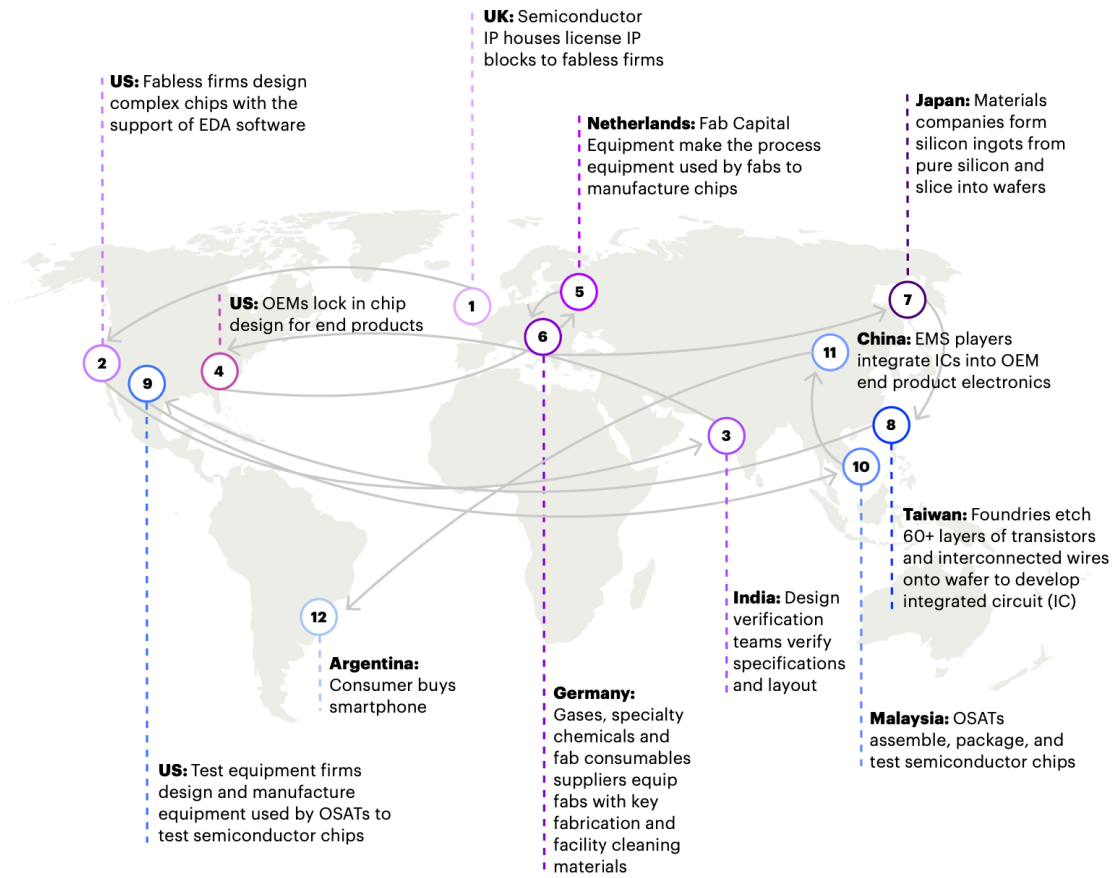 UK: Semiconductor
IP houses license IP
blocks to fabless firms
US: Fabless firms design
complex chips with the
support of EDA software
Netherlands: Fab Capital
Equipment make the process
equipment used by fabs to
manufacture chips
Japan: Materials
companies form
silicon ingots from
pure silicon and
slice into wafers
1
2
3
4
5
6
7
8
9
10
11
12
US: OEMs lock in chip
design for end products
China: EMS players
integrate ICs into OEM
end product electronics
Taiwan: Foundries etch
60+ layers of transistors
and interconnected wires
onto wafer to develop
integrated circuit (IC)
India: Design
verification
teams verify
specifications
and layout
Argentina:
Consumer buys
smartphone
Germany:
Gases, specialty
chemicals and
fab consumables
suppliers equip
fabs with key
fabrication and
facility cleaning
materials
Malaysia: OSATs
assemble, package, and
test semiconductor chips
US: Test equipment firms
design and manufacture
equipment used by OSATs to
test semiconductor chips